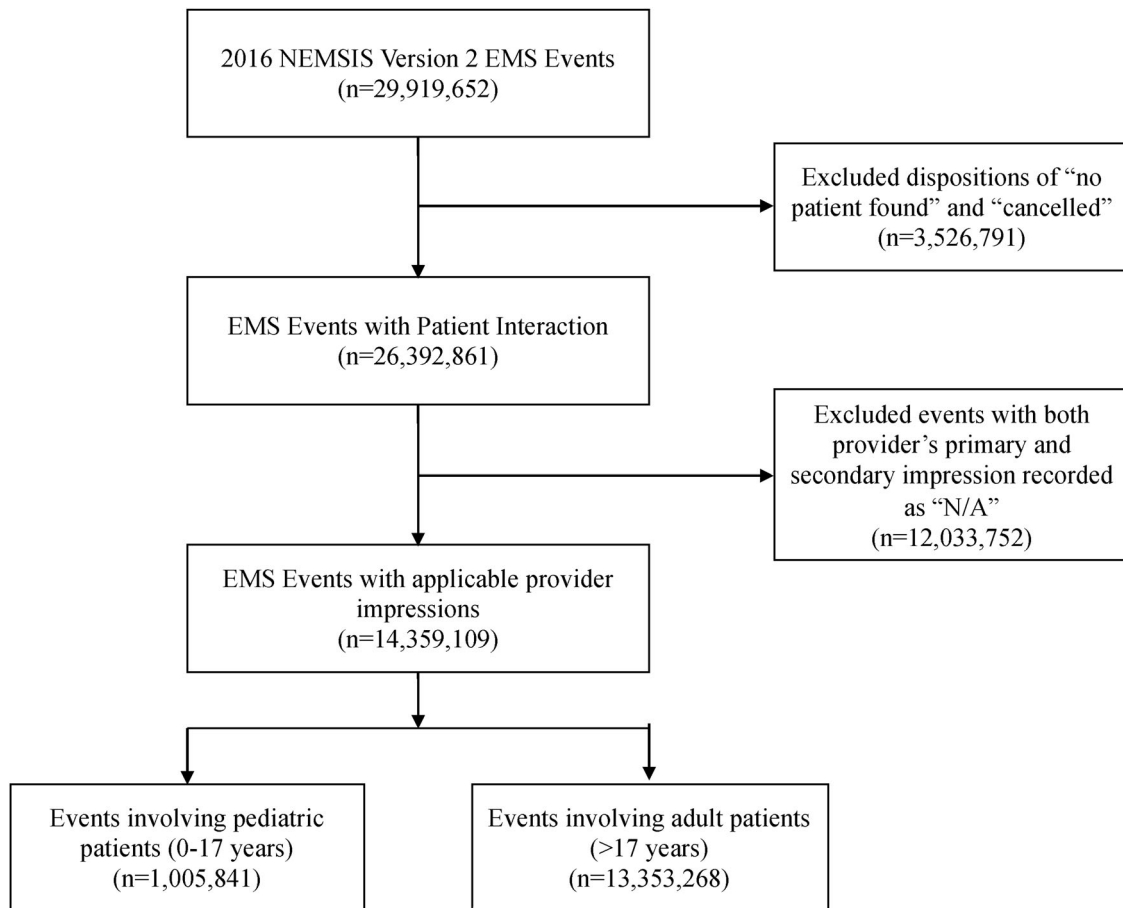 2016 NEMSIS Version 2 EMS Events
(n=29,919,652)
Excluded dispositions of “no
patient found” and “cancelled”
(n=3,526,791)
EMS Events with Patient Interaction
(n=26,392,861)
Excluded events with both
provider’s primary and
secondary impression recorded
as “N/A”
(n=12,033,752)
EMS Events with applicable provider
impressions
(n=14,359,109)
Events involving pediatric
patients (0-17 years)
(n=1,005,841)
Events involving adult patients
(>17 years)
(n=13,353,268)